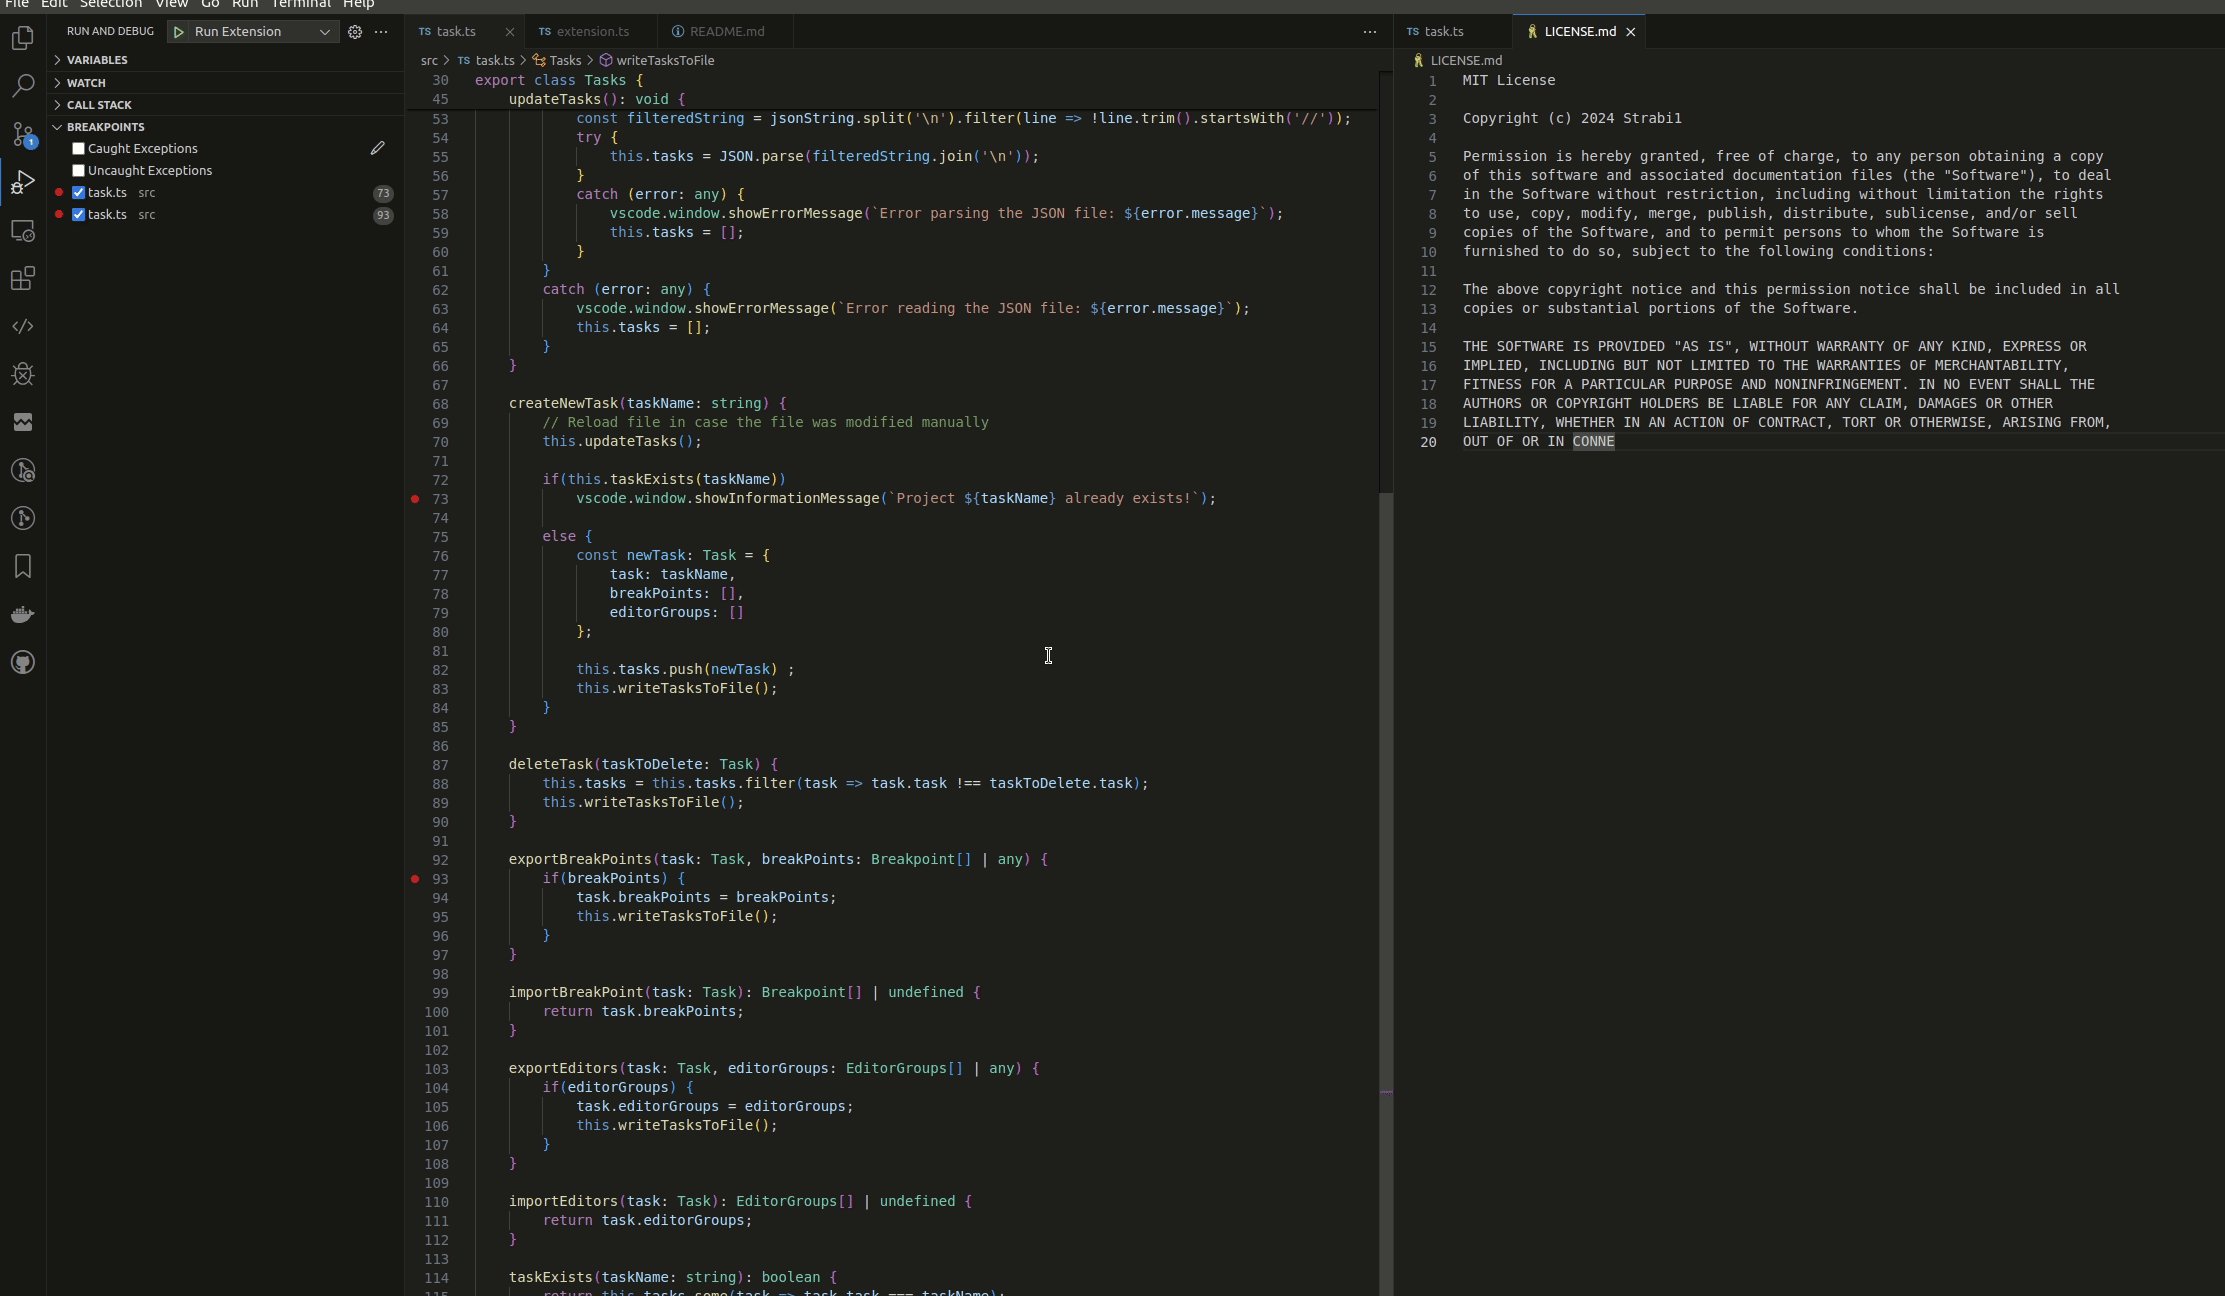 File Edit Selection View Go Run Terminal Help
RUN AND DEBUG Run Extension
VARIABLES
WATCH
CALL STACK
BREAKPOINTS
Caught Exceptions
Uncaught Exceptions
task.ts src 73
task.ts src 93
1
task.ts extension.ts README.md
src > TS task.ts > Tasks > writeTasksToFile
30 export class Tasks {
45 updateTasks(): void {
53 const filteredString = jsonString.split('\n').filter(line => !line.trim().startsWith('//'));
54 try {
55 this.tasks = JSON.parse(filteredString.join('\n'));
56 }
57 catch (error: any) {
58 vscode.window.showErrorMessage(`Error parsing the JSON file: ${error.message}`);
59 this.tasks = [];
60 }
61 }
62 catch (error: any) {
63 vscode.window.showErrorMessage(`Error reading the JSON file: ${error.message}`);
64 this.tasks = [];
65 }
66 }
67
68 createNewTask(taskName: string) {
69 // Reload file in case the file was modified manually
70 this.updateTasks();
71
72 if(this.taskExists(taskName))
73 vscode.window.showInformationMessage(`Project ${taskName} already exists!`);
74
75 else {
76 const newTask: Task = {
77 task: taskName,
78 breakPoints: [],
79 editorGroups: []
80 };
81
82 this.tasks.push(newTask) ;
83 this.writeTasksToFile();
84 }
85 }
86
87 deleteTask(taskToDelete: Task) {
88 this.tasks = this.tasks.filter(task => task.task !== taskToDelete.task);
89 this.writeTasksToFile();
90 }
91
92 exportBreakPoints(task: Task, breakPoints: Breakpoint[] | any) {
93 if(breakPoints) {
94 task.breakPoints = breakPoints;
95 this.writeTasksToFile();
96 }
97 }
98
99 importBreakPoint(task: Task): Breakpoint[] | undefined {
100 return task.breakPoints;
101 }
102
103 exportEditors(task: Task, editorGroups: EditorGroups[] | any) {
104 if(editorGroups) {
105 task.editorGroups = editorGroups;
106 this.writeTasksToFile();
107 }
108 }
109
110 importEditors(task: Task): EditorGroups[] | undefined {
111 return task.editorGroups;
112 }
113
114 taskExists(taskName: string): boolean {
115 return this.tasks.some(task => task.task === taskName);
TS task.ts LICENSE.md
LICENSE.md
1 MIT License
2
3 Copyright (c) 2024 Strabi1
4
5 Permission is hereby granted, free of charge, to any person obtaining a copy
6 of this software and associated documentation files (the "Software"), to deal
7 in the Software without restriction, including without limitation the rights
8 to use, copy, modify, merge, publish, distribute, sublicense, and/or sell
9 copies of the Software, and to permit persons to whom the Software is
10 furnished to do so, subject to the following conditions:
11
12 The above copyright notice and this permission notice shall be included in all
13 copies or substantial portions of the Software.
14
15 THE SOFTWARE IS PROVIDED "AS IS", WITHOUT WARRANTY OF ANY KIND, EXPRESS OR
16 IMPLIED, INCLUDING BUT NOT LIMITED TO THE WARRANTIES OF MERCHANTABILITY,
17 FITNESS FOR A PARTICULAR PURPOSE AND NONINFRINGEMENT. IN NO EVENT SHALL THE
18 AUTHORS OR COPYRIGHT HOLDERS BE LIABLE FOR ANY CLAIM, DAMAGES OR OTHER
19 LIABILITY, WHETHER IN AN ACTION OF CONTRACT, TORT OR OTHERWISE, ARISING FROM,
20 OUT OF OR IN CONNE